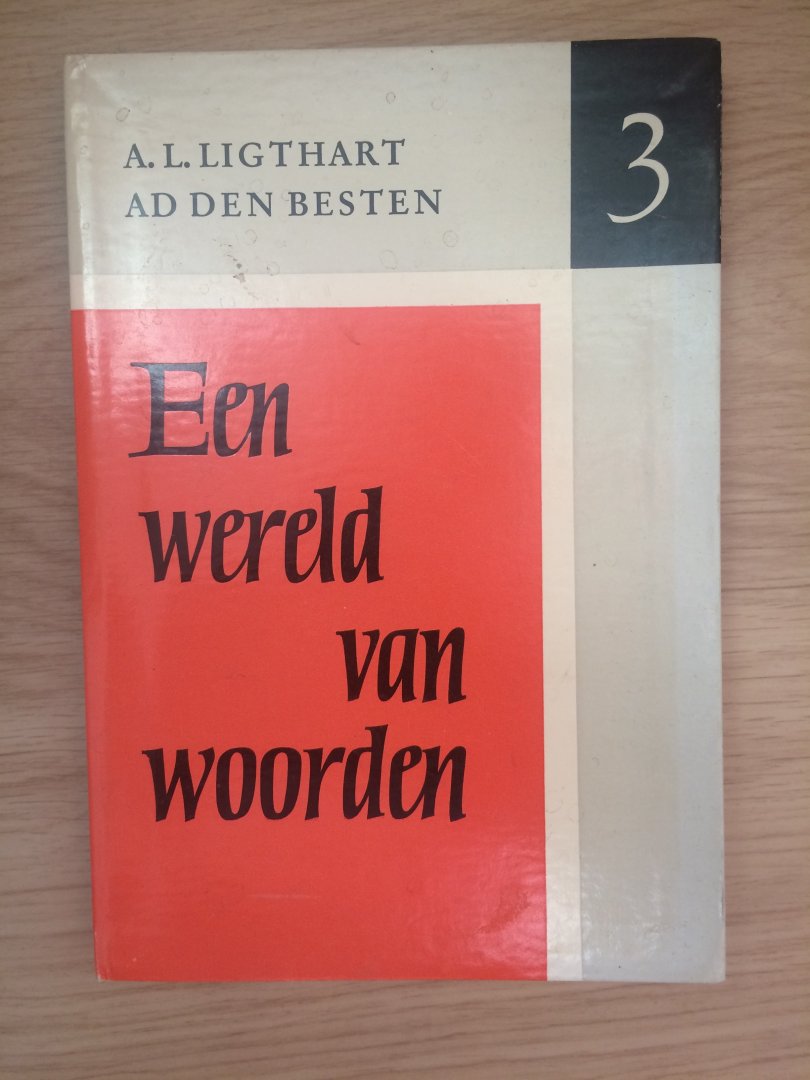 A. L. LIGTHART
AD DEN BESTEN
3
Een
wereld
van
woorden